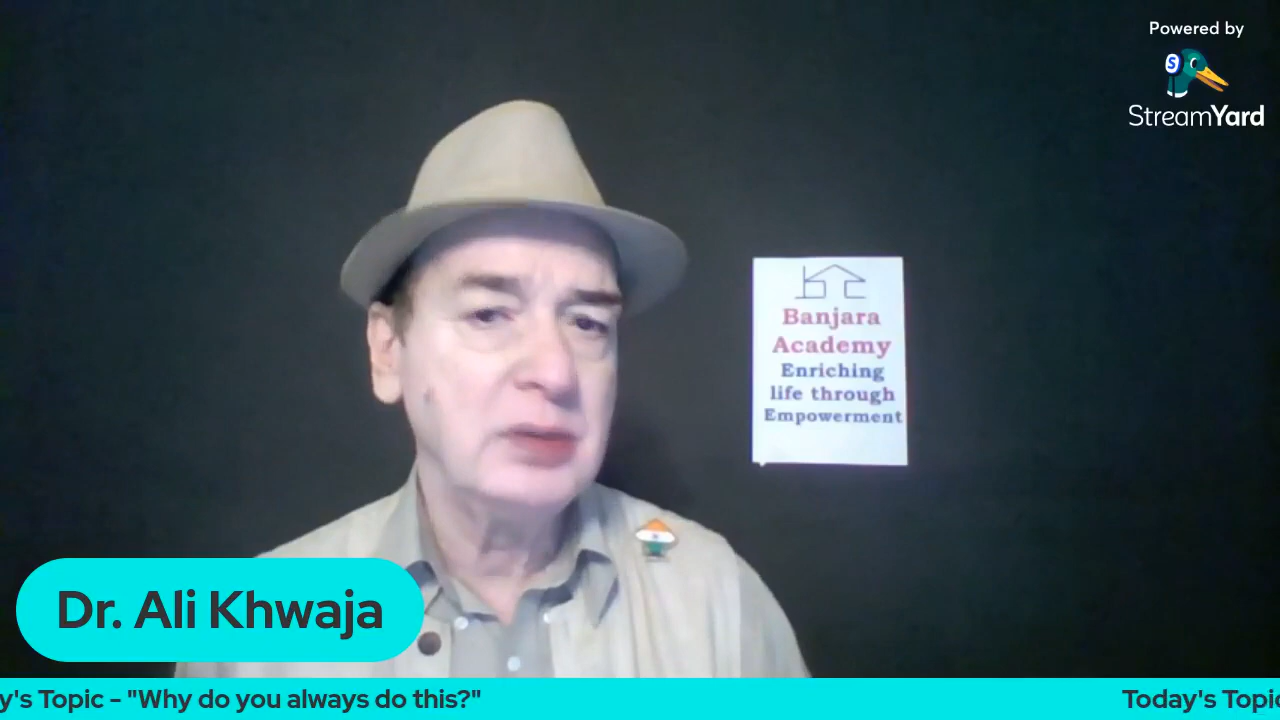 Powered by
S
StreamYard
Banjara
Academy
Enriching
life through
Empowerment
Dr. Ali Khwaja
y's Topic - "Why do you always do this?"
Today's Topic